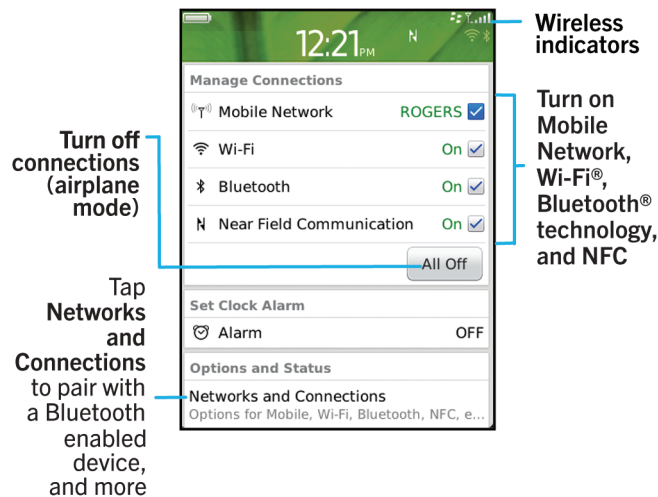 12:21PM
Wireless
indicators
Manage Connections
Mobile Network ROGERS
Wi-Fi On
Bluetooth On
Near Field Communication On
All Off
Turn on
Mobile
Network,
Wi-Fi®,
Bluetooth®
technology,
and NFC
Turn off
connections
(airplane
mode)
Set Clock Alarm
Alarm OFF
Options and Status
Networks and Connections
Options for Mobile, Wi-Fi, Bluetooth, NFC, e...
Tap
Networks
and
Connections
to pair with
a Bluetooth
enabled
device,
and more